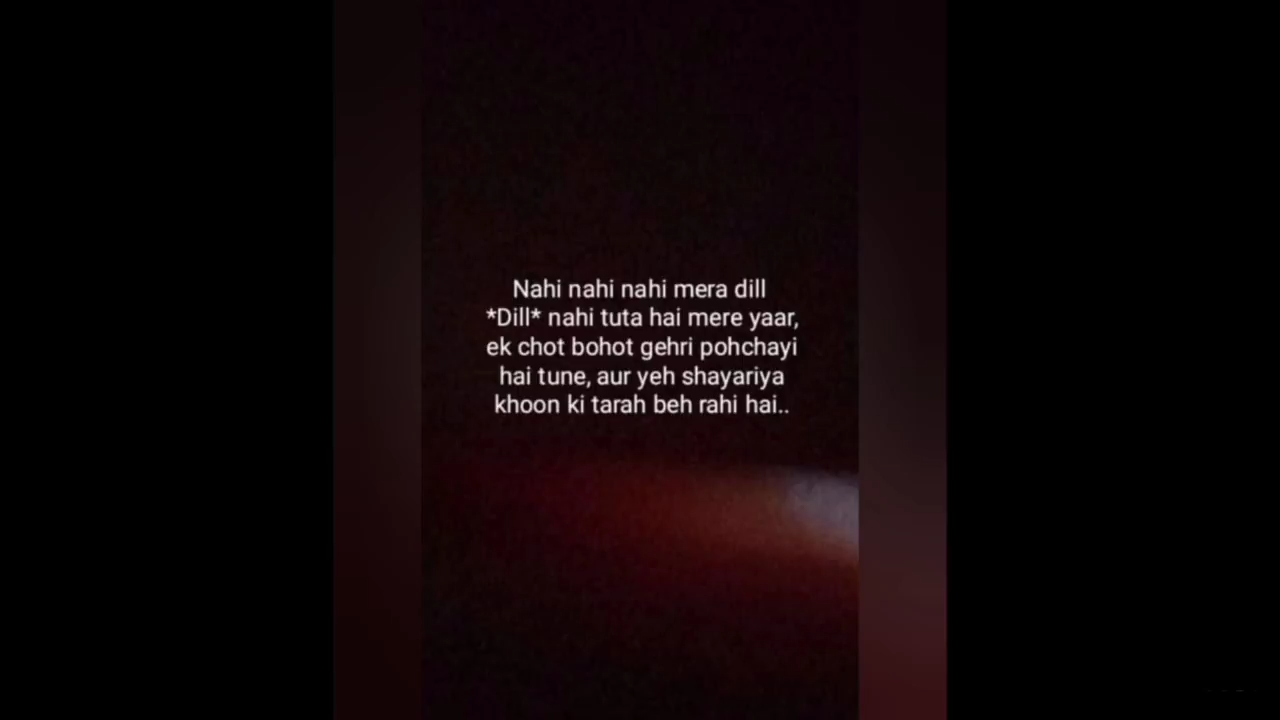 Nahi nahi nahi mera dill
*Dill* nahi tuta hai mere yaar,
ek chot bohot gehri pohchayi
hai tune, aur yeh shayariya
khoon ki tarah beh rahi hai..